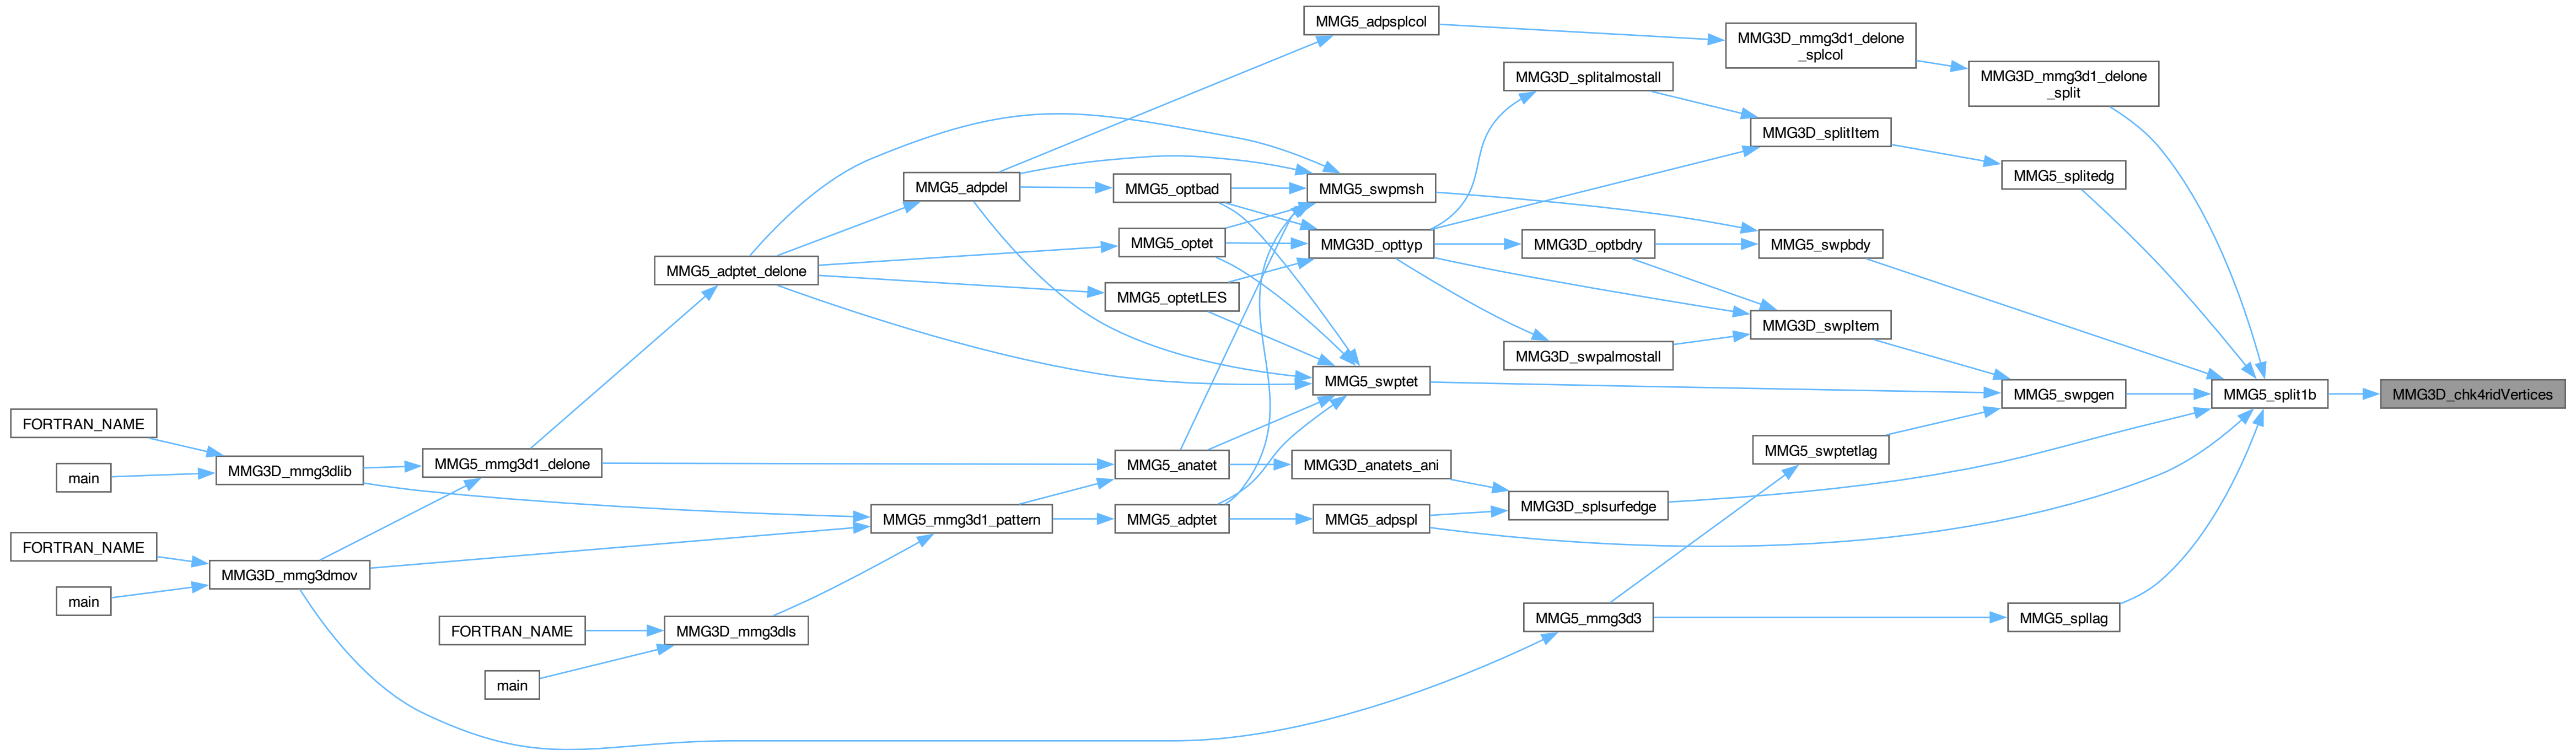 MMG5_adpsplcol
MMG3D_mmg3d1_delone
_splcol
MMG3D_splitalmostall
MMG3D_mmg3d1_delone
_split
MMG3D_splitItem
MMG5_splitedg
MMG5_adpdel
MMG5_optbad
MMG5_swpmsh
MMG5_optet
MMG3D_opttyp
MMG3D_optbdry
MMG5_swpbdy
MMG5_adptet_delone
MMG5_optetLES
MMG3D_swpItem
MMG3D_swpalmostall
MMG5_swptet
MMG5_swpgen
MMG5_split1b
MMG3D_chk4ridVertices
FORTRAN_NAME
main
MMG3D_mmg3dlib
MMG5_mmg3d1_delone
MMG5_anatet
MMG3D_anatets_ani
MMG5_swptetlag
MMG3D_splsurfedge
MMG5_mmg3d1_pattern
MMG5_adptet
MMG5_adpspl
FORTRAN_NAME
main
MMG3D_mmg3dmov
FORTRAN_NAME
main
MMG3D_mmg3dls
MMG5_mmg3d3
MMG5_spllag